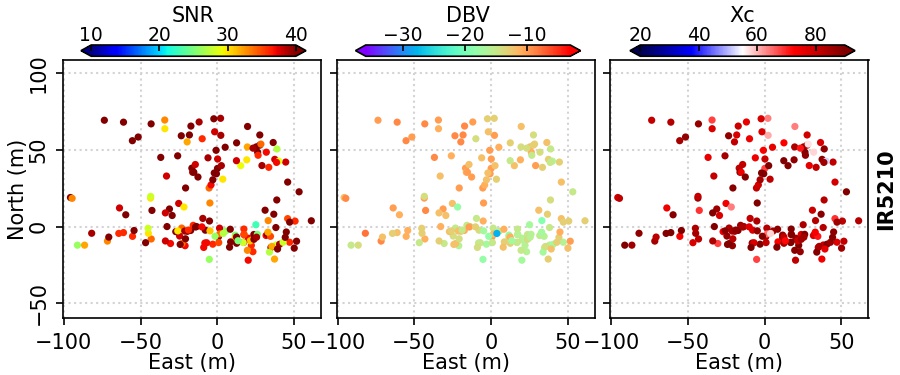 SNR DBV Xc
10 20 30 40 −30 −20 −10 20 40 60 80
100
50
0
−50
North (m)
IR5210
−100 −50 0 50 −100 −50 0 50 −100 −50 0 50
East (m) East (m) East (m)